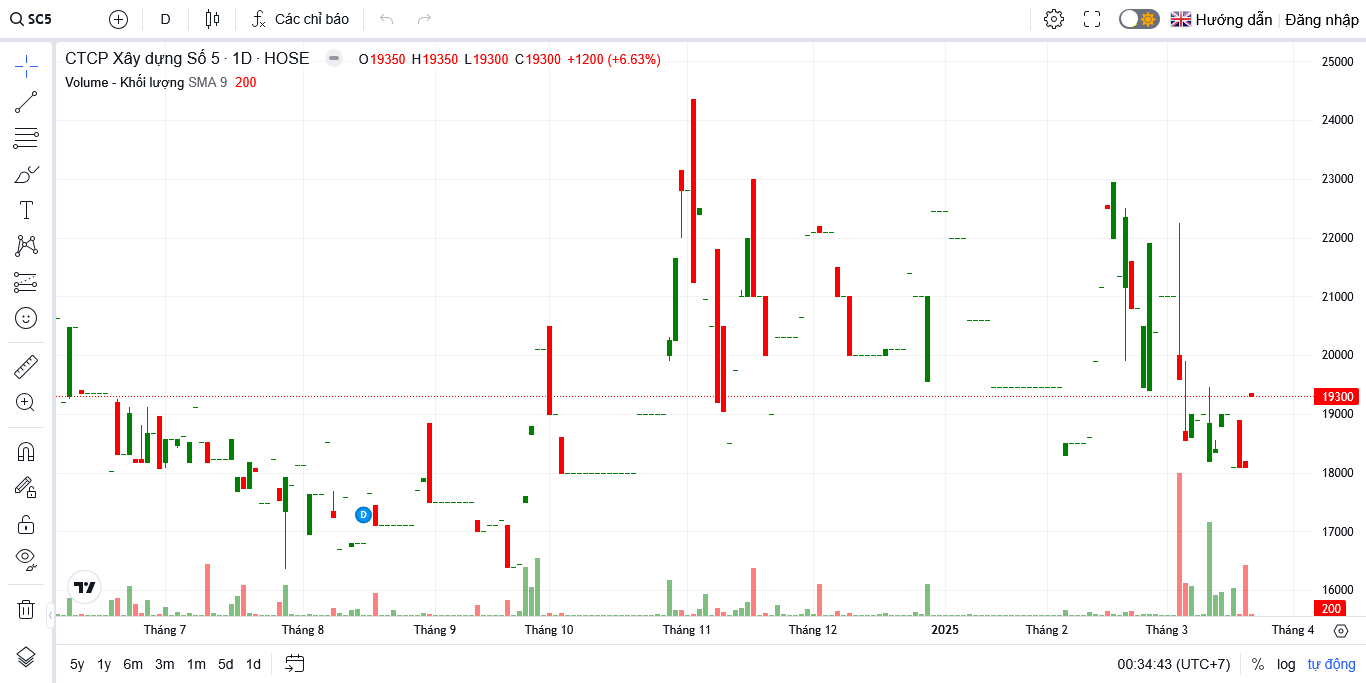 SC5 D Các chỉ báo Hướng dẫn Đăng nhập
CTCP Xây dựng Số 5 · 1D · HOSE O19350 H19350 L19300 C19300 +1200 (+6.63%)
Volume - Khối lượng SMA 9 200
25000
24000
23000
22000
21000
20000
19300
19000
18000
17000
16000
200
D
Tháng 7 Tháng 8 Tháng 9 Tháng 10 Tháng 11 Tháng 12 2025 Tháng 2 Tháng 3 Tháng 4
5y 1y 6m 3m 1m 5d 1d 00:34:43 (UTC+7) % log tự động